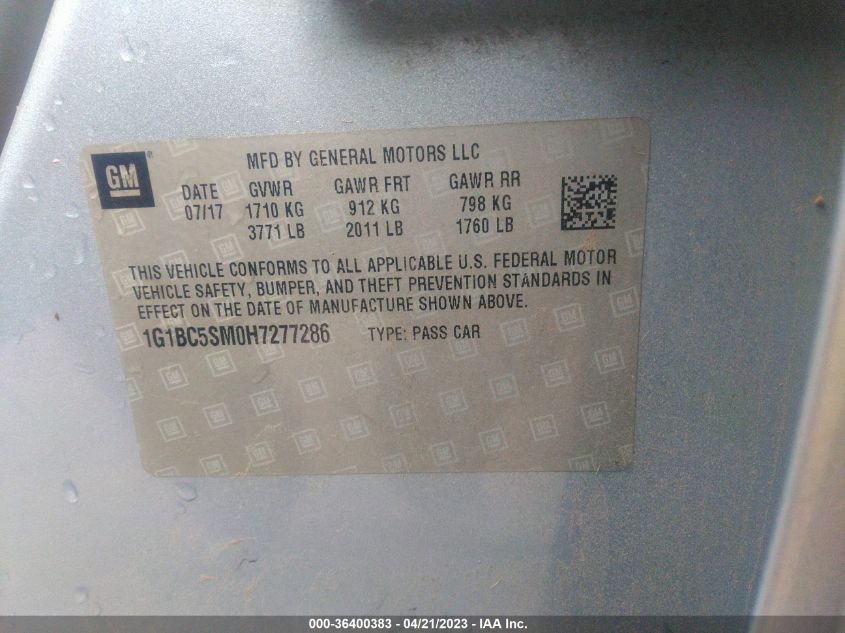 GM
MFD BY GENERAL MOTORS LLC
DATE GVWR GAWR FRT GAWR RR
07/17 1710 KG 912 KG 798 KG
3771 LB 2011 LB 1760 LB
THIS VEHICLE CONFORMS TO ALL APPLICABLE U.S. FEDERAL MOTOR
VEHICLE SAFETY, BUMPER, AND THEFT PREVENTION STANDARDS IN
EFFECT ON THE DATE OF MANUFACTURE SHOWN ABOVE.
1G1BC5SM0H7277286 TYPE: PASS CAR
000-36400383 - 04/21/2023 - IAA Inc.